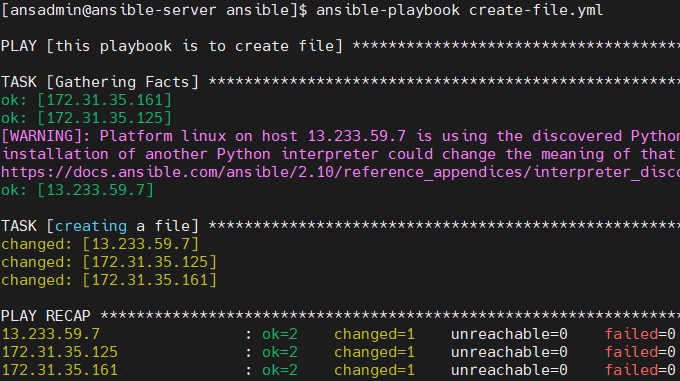 [ansadmin@ansible-server ansible]$ ansible-playbook create-file.yml
PLAY [this playbook is to create file] ************************************
TASK [Gathering Facts] ****************************************************
ok: [172.31.35.161]
ok: [172.31.35.125]
[WARNING]: Platform linux on host 13.233.59.7 is using the discovered Python
installation of another Python interpreter could change the meaning of that
https://docs.ansible.com/ansible/2.10/reference_appendices/interpreter_disco
ok: [13.233.59.7]
TASK [creating a file] ****************************************************
changed: [13.233.59.7]
changed: [172.31.35.125]
changed: [172.31.35.161]
PLAY RECAP ****************************************************************
13.233.59.7                : ok=2    changed=1    unreachable=0    failed=0
172.31.35.125              : ok=2    changed=1    unreachable=0    failed=0
172.31.35.161              : ok=2    changed=1    unreachable=0    failed=0